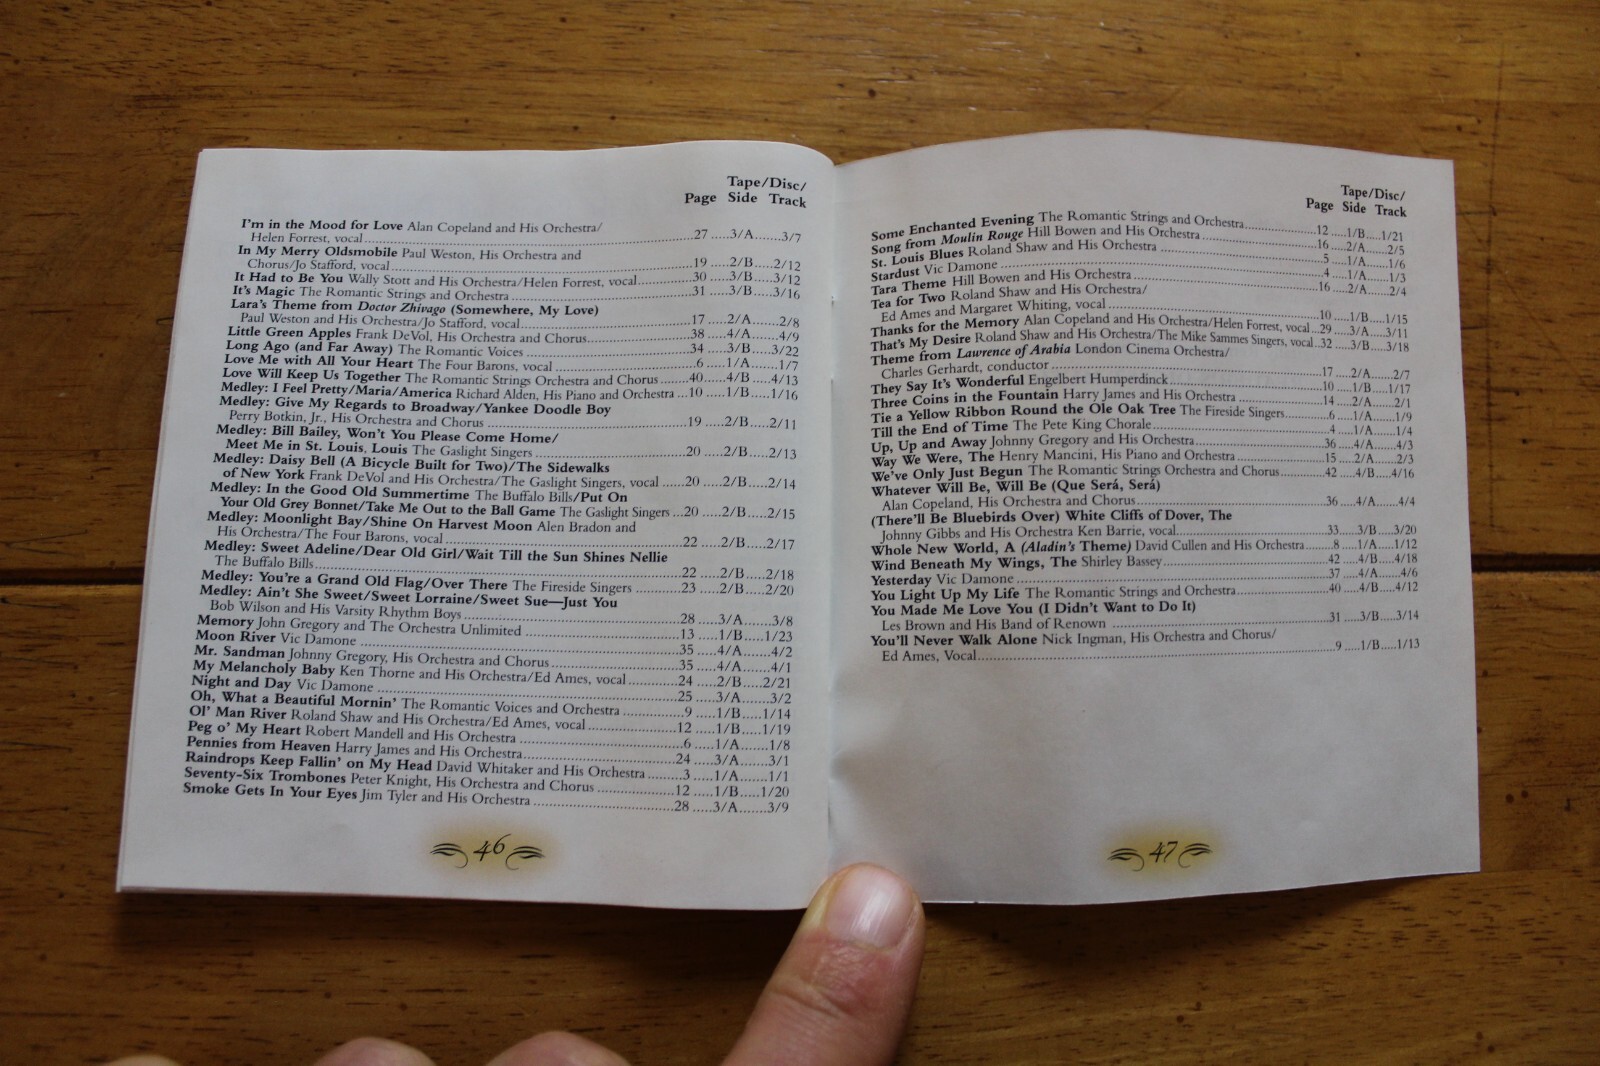 Tape/Disc/
Page Side Track
I'm in the Mood for Love Alan Copeland and His Orchestra/
Helen Forrest, vocal...27....3/A.......3/7
In My Merry Oldsmobile Paul Weston, His Orchestra and
Chorus/Jo Stafford, vocal...19....2/B.....2/12
It Had to Be You Wally Stott and His Orchestra/Helen Forrest, vocal...30....3/B.....3/12
It's Magic The Romantic Strings and Orchestra...31....3/B.....3/16
Lara's Theme from Doctor Zhivago (Somewhere, My Love)
Paul Weston and His Orchestra/Jo Stafford, vocal...17....2/A.......2/8
Little Green Apples Frank DeVol, His Orchestra and Chorus...38....4/A.......4/9
Long Ago (and Far Away) The Romantic Voices...34....3/B.....3/22
Love Me with All Your Heart The Four Barons, vocal...6....1/A.......1/7
Love Will Keep Us Together The Romantic Strings Orchestra and Chorus...40....4/B.....4/13
Medley: I Feel Pretty/Maria/America Richard Alden, His Piano and Orchestra...10....1/B.....1/16
Medley: Give My Regards to Broadway/Yankee Doodle Boy
Perry Botkin, Jr., His Orchestra and Chorus...19....2/B.....2/11
Medley: Bill Bailey, Won't You Please Come Home/
Meet Me in St. Louis, Louis The Gaslight Singers...20....2/B.....2/13
Medley: Daisy Bell (A Bicycle Built for Two)/The Sidewalks
of New York Frank DeVol and His Orchestra/The Gaslight Singers, vocal...20....2/B.....2/14
Medley: In the Good Old Summertime The Buffalo Bills/Put On
Your Old Grey Bonnet/Take Me Out to the Ball Game The Gaslight Singers...20....2/B.....2/15
Medley: Moonlight Bay/Shine On Harvest Moon Alen Bradon and
His Orchestra/The Four Barons, vocal...22....2/B.....2/17
Medley: Sweet Adeline/Dear Old Girl/Wait Till the Sun Shines Nellie
The Buffalo Bills...22....2/B.....2/18
Medley: You're a Grand Old Flag/Over There The Fireside Singers...23....2/B.....2/20
Medley: Ain't She Sweet/Sweet Lorraine/Sweet Sue—Just You
Bob Wilson and His Varsity Rhythm Boys...28....3/A.......3/8
Memory John Gregory and The Orchestra Unlimited...13....1/B.....1/23
Moon River Vic Damone...35....4/A.......4/2
Mr. Sandman Johnny Gregory, His Orchestra and Chorus...35....4/A.......4/1
My Melancholy Baby Ken Thorne and His Orchestra/Ed Ames, vocal...24....2/B.....2/21
Night and Day Vic Damone...25....3/A.......3/2
Oh, What a Beautiful Mornin' The Romantic Voices and Orchestra...9....1/B.....1/14
Ol' Man River Roland Shaw and His Orchestra/Ed Ames, vocal...12....1/B.....1/19
Peg o' My Heart Robert Mandell and His Orchestra...6....1/A.......1/8
Pennies from Heaven Harry James and His Orchestra...24....3/A.......3/1
Raindrops Keep Fallin' on My Head David Whitaker and His Orchestra...3....1/A.......1/1
Seventy-Six Trombones Peter Knight, His Orchestra and Chorus...12....1/B.....1/20
Smoke Gets In Your Eyes Jim Tyler and His Orchestra...28....3/A.......3/9
46
Tape/Disc/
Page Side Track
Some Enchanted Evening The Romantic Strings and Orchestra...12....1/B.....1/21
Song from Moulin Rouge Hill Bowen and His Orchestra...16....2/A.......2/5
St. Louis Blues Roland Shaw and His Orchestra...5....1/A.......1/6
Stardust Vic Damone...4....1/A.......1/3
Tara Theme Hill Bowen and His Orchestra...16....2/A.......2/4
Tea for Two Roland Shaw and His Orchestra/
Ed Ames and Margaret Whiting, vocal...10....1/B.....1/15
Thanks for the Memory Alan Copeland and His Orchestra/Helen Forrest, vocal...29....3/A.....3/11
That's My Desire Roland Shaw and His Orchestra/The Mike Sammes Singers, vocal...32....3/B.....3/18
Theme from Lawrence of Arabia London Cinema Orchestra/
Charles Gerhardt, conductor...17....2/A.......2/7
They Say It's Wonderful Engelbert Humperdinck...10....1/B.....1/17
Three Coins in the Fountain Harry James and His Orchestra...14....2/A.......2/1
Tie a Yellow Ribbon Round the Ole Oak Tree The Fireside Singers...6....1/A.......1/9
Till the End of Time The Pete King Chorale...4....1/A.......1/4
Up, Up and Away Johnny Gregory and His Orchestra...36....4/A.......4/3
Way We Were, The Henry Mancini, His Piano and Orchestra...15....2/A.......2/3
We've Only Just Begun The Romantic Strings Orchestra and Chorus...42....4/B.....4/16
Whatever Will Be, Will Be (Que Será, Será)
Alan Copeland, His Orchestra and Chorus...36....4/A.......4/4
(There'll Be Bluebirds Over) White Cliffs of Dover, The
Johnny Gibbs and His Orchestra Ken Barrie, vocal...33....3/B.....3/20
Whole New World, A (Aladin's Theme) David Cullen and His Orchestra...8....1/A.....1/12
Wind Beneath My Wings, The Shirley Bassey...42....4/B.....4/18
Yesterday Vic Damone...37....4/A.......4/6
You Light Up My Life The Romantic Strings and Orchestra...40....4/B.....4/12
You Made Me Love You (I Didn't Want to Do It)
Les Brown and His Band of Renown...31....3/B.....3/14
You'll Never Walk Alone Nick Ingman, His Orchestra and Chorus/
Ed Ames, Vocal...9....1/B.....1/13
47